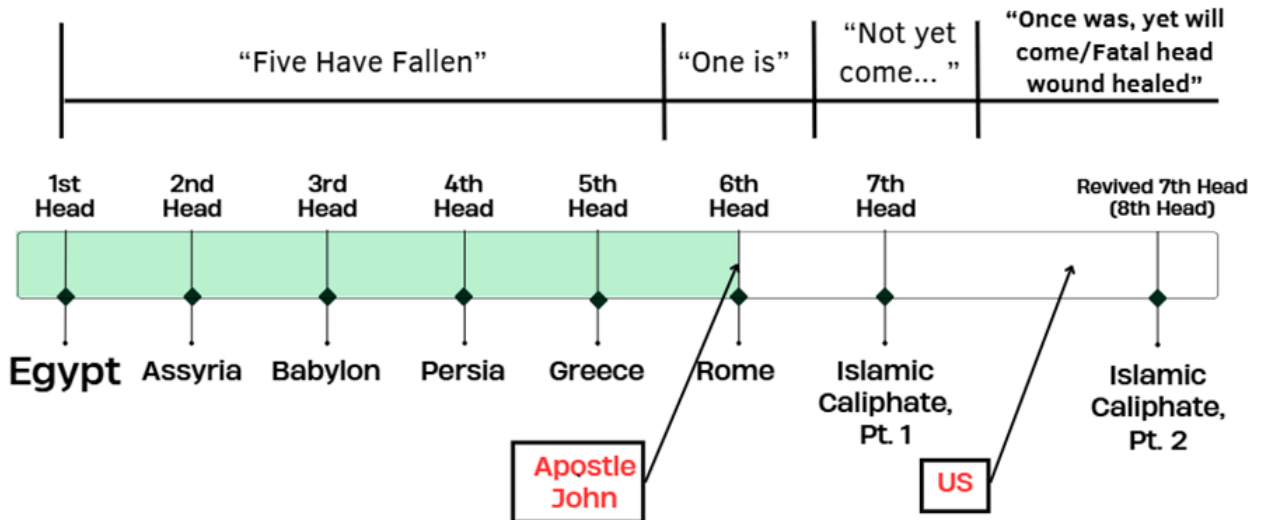 “Five Have Fallen”
“One is”
“Not yet
come... ”
“Once was, yet will
come/Fatal head
wound healed”
1st
Head
2nd
Head
3rd
Head
4th
Head
5th
Head
6th
Head
7th
Head
Revived 7th Head
(8th Head)
Egypt
Assyria
Babylon
Persia
Greece
Rome
Islamic
Caliphate,
Pt. 1
Islamic
Caliphate,
Pt. 2
Apostle
John
US